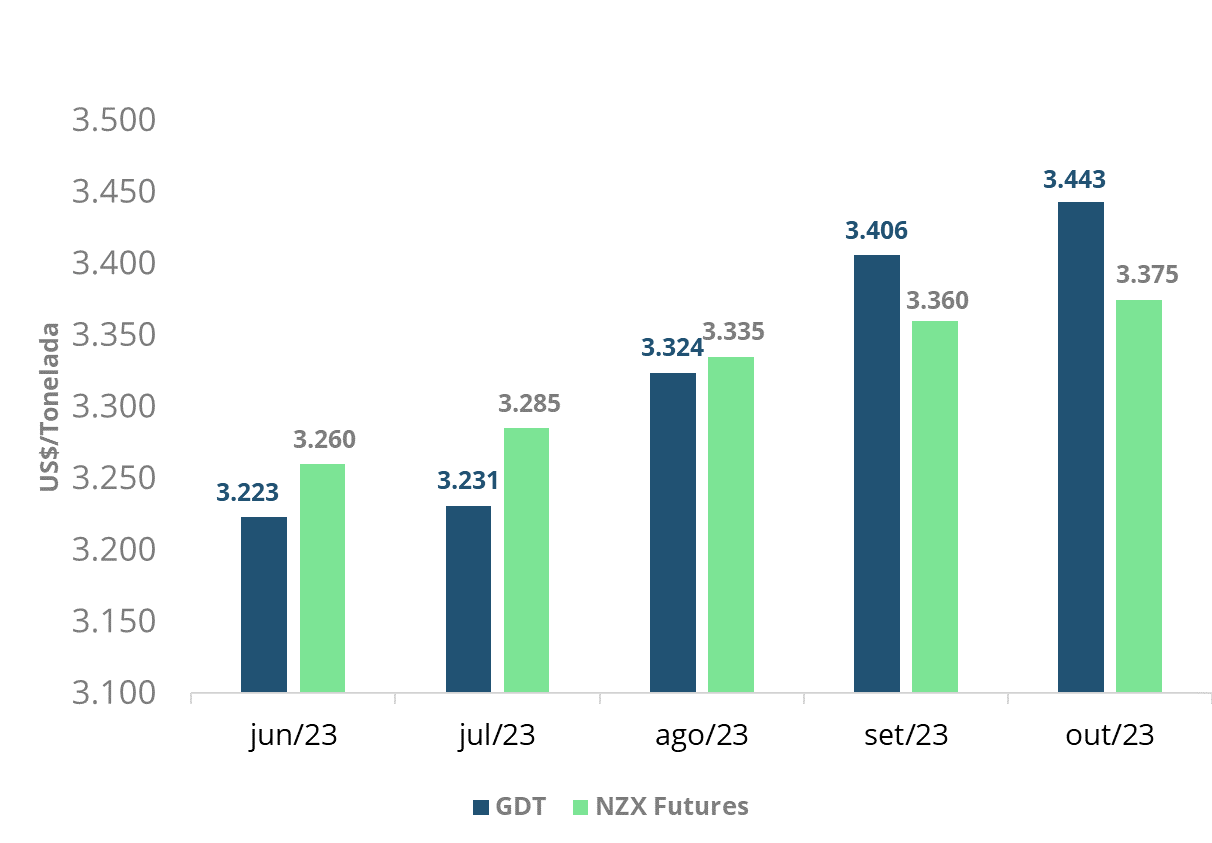 3.500
3.450
3.400
3.350
3.300
3.250
3.200
3.150
3.100
US$/Tonelada
3.223
3.260
3.231
3.285
3.324
3.335
3.406
3.360
3.443
3.375
jun/23
jul/23
ago/23
set/23
out/23
GDT
NZX Futures